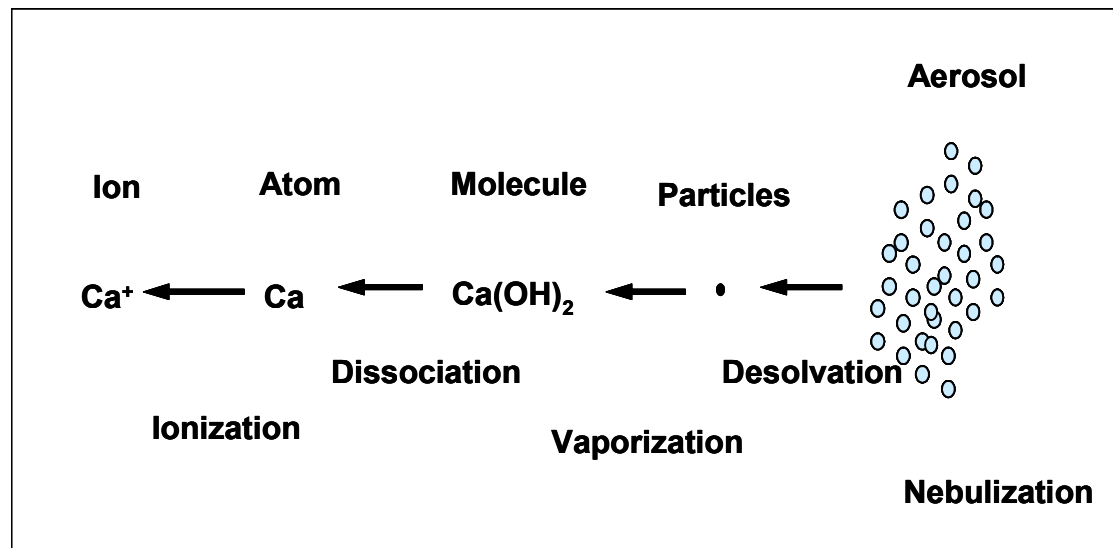 Aerosol
Ion Atom Molecule Particles
Ca⁺ Ca Ca(OH)₂
Dissociation Desolvation
Ionization Vaporization
Nebulization